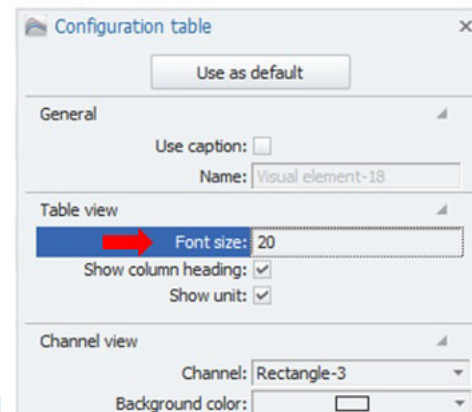 Configuration table
Use as default
General
Use caption:
Name: Visual element-18
Table view
Font size: 20
Show column heading:
Show unit:
Channel view
Channel: Rectangle-3
Background color: